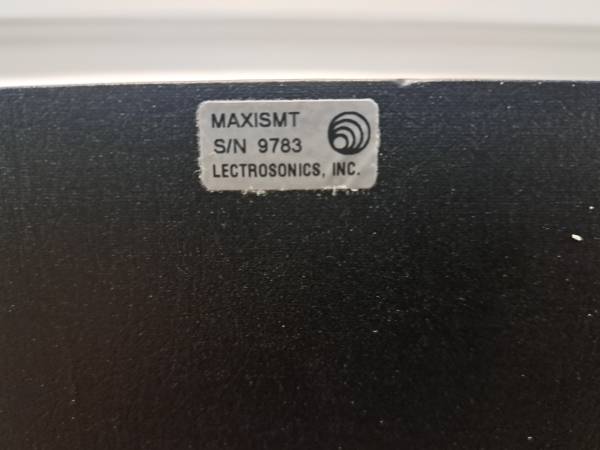 MAXISMT
S/N 9783
LECTROSONICS, INC.